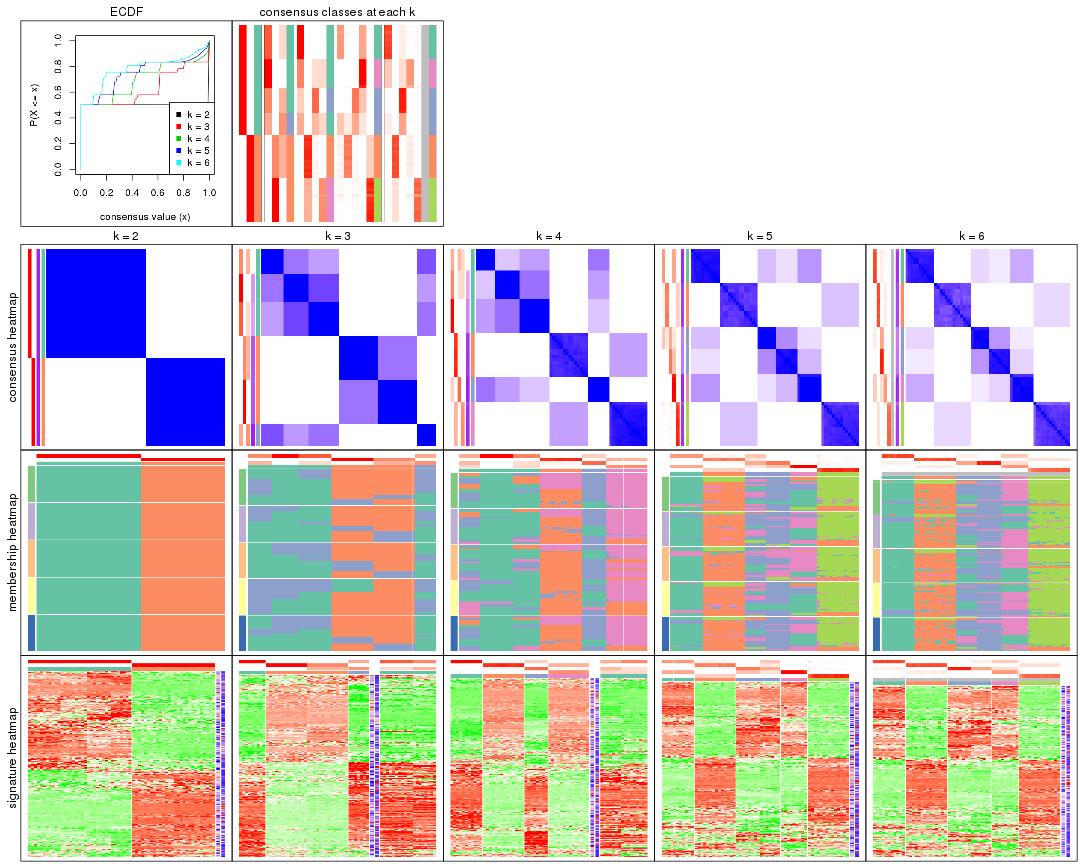 ECDF
consensus classes at each k
P(X <= x)
0.0 0.2 0.4 0.6 0.8 1.0
k = 2
k = 3
k = 4
k = 5
k = 6
0.0 0.2 0.4 0.6 0.8 1.0
consensus value (x)
k = 2
k = 3
k = 4
k = 5
k = 6
consensus heatmap
membership heatmap
signature heatmap